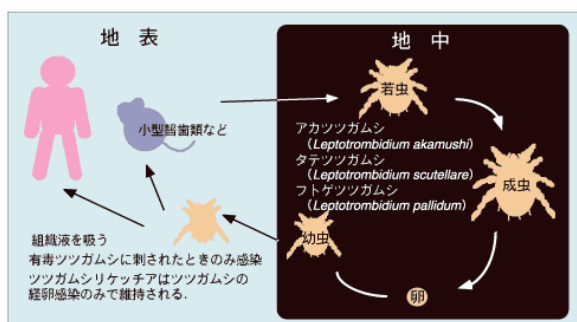 地 表
地 中
小型齧歯類など
若虫
アカツツガムシ
（Leptotrombidium akamushi）
タテツツガムシ
（Leptotrombidium scutellare）
フトゲツツガムシ
（Leptotrombidium pallidum）
成虫
幼虫
卵
組織液を吸う
有毒ツツガムシに刺されたときのみ感染
ツツガムシリケッチアはツツガムシの
経卵感染のみで維持される.